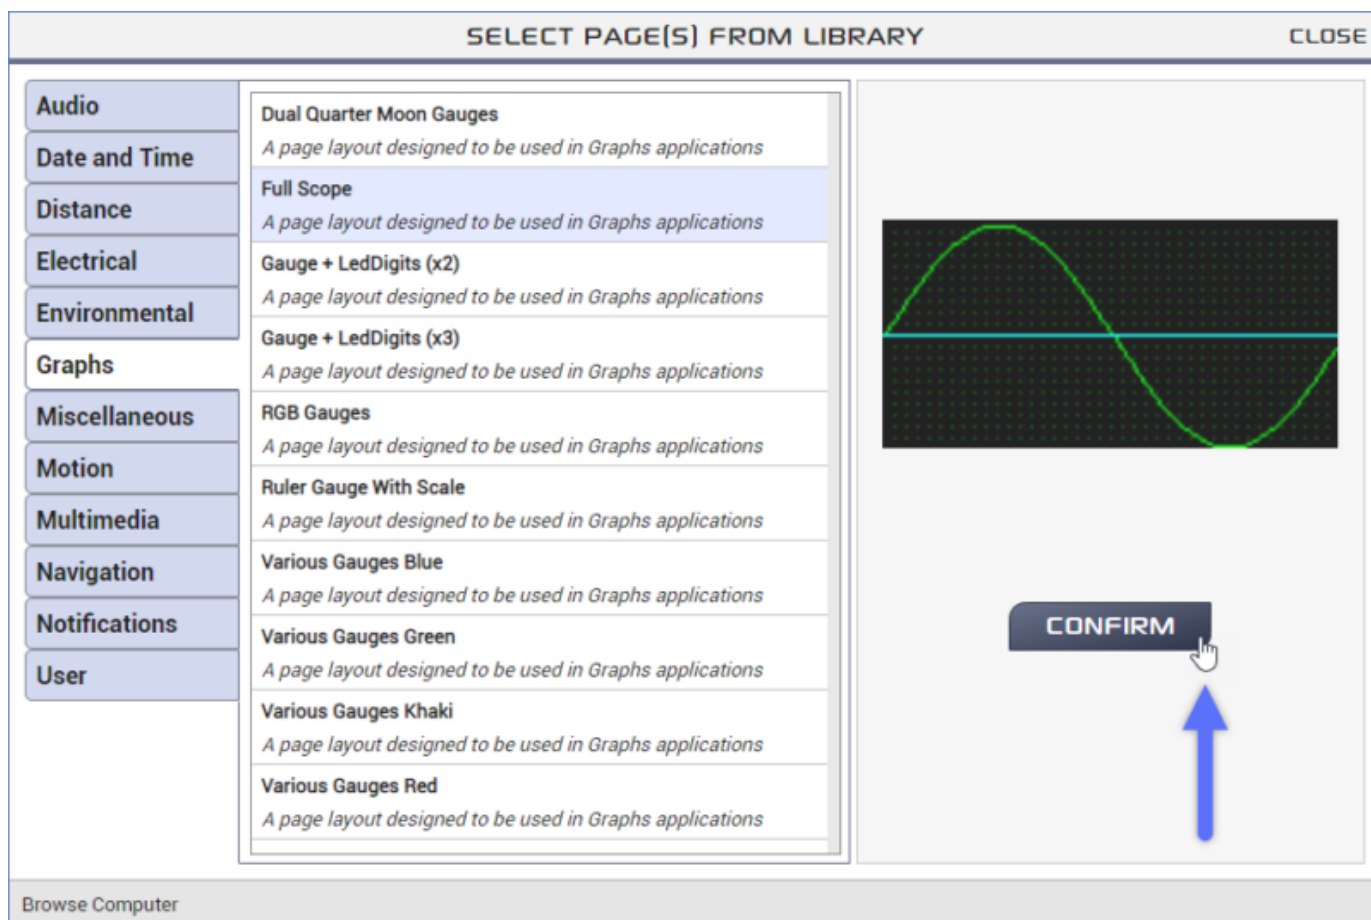 SELECT PAGE(S) FROM LIBRARY
CLOSE
Audio
Date and Time
Distance
Electrical
Environmental
Graphs
Miscellaneous
Motion
Multimedia
Navigation
Notifications
User
Dual Quarter Moon Gauges
A page layout designed to be used in Graphs applications
Full Scope
A page layout designed to be used in Graphs applications
Gauge + LedDigits (x2)
A page layout designed to be used in Graphs applications
Gauge + LedDigits (x3)
A page layout designed to be used in Graphs applications
RGB Gauges
A page layout designed to be used in Graphs applications
Ruler Gauge With Scale
A page layout designed to be used in Graphs applications
Various Gauges Blue
A page layout designed to be used in Graphs applications
Various Gauges Green
A page layout designed to be used in Graphs applications
Various Gauges Khaki
A page layout designed to be used in Graphs applications
Various Gauges Red
A page layout designed to be used in Graphs applications
CONFIRM
Browse Computer